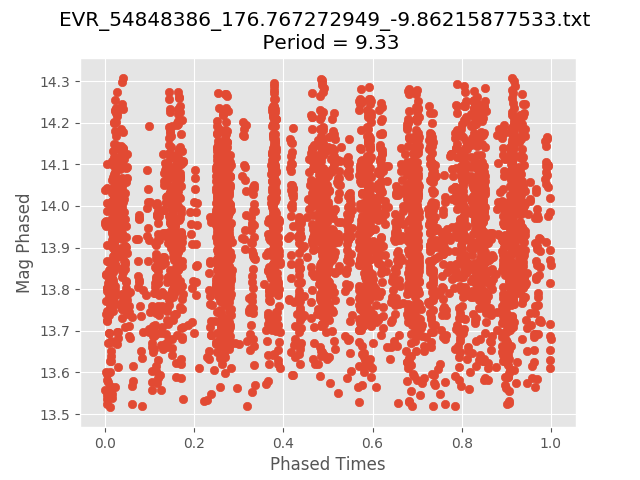 EVR_54848386_176.767272949_-9.86215877533.txt
Period = 9.33
14.3
14.2
14.1
14.0
13.9
13.8
13.7
13.6
13.5
Mag Phased
0.0 0.2 0.4 0.6 0.8 1.0
Phased Times